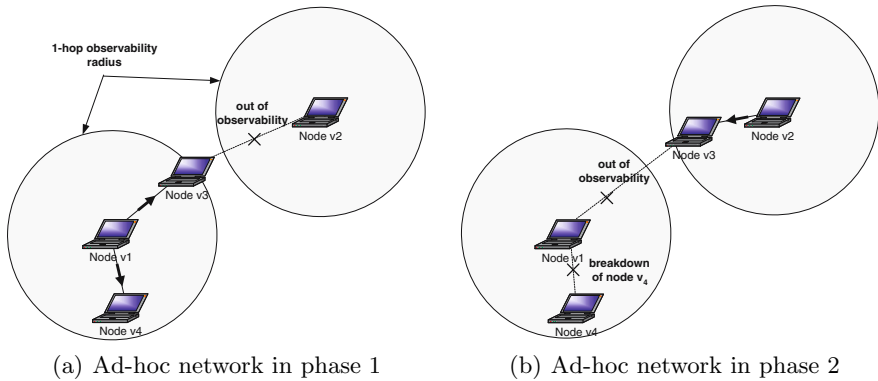 1-hop observability
radius
out of
observability
Node v2
Node v3
Node v1
Node v4
(a) Ad-hoc network in phase 1
Node v2
Node v3
out of
observability
Node v1
breakdown
of node v4
Node v4
(b) Ad-hoc network in phase 2